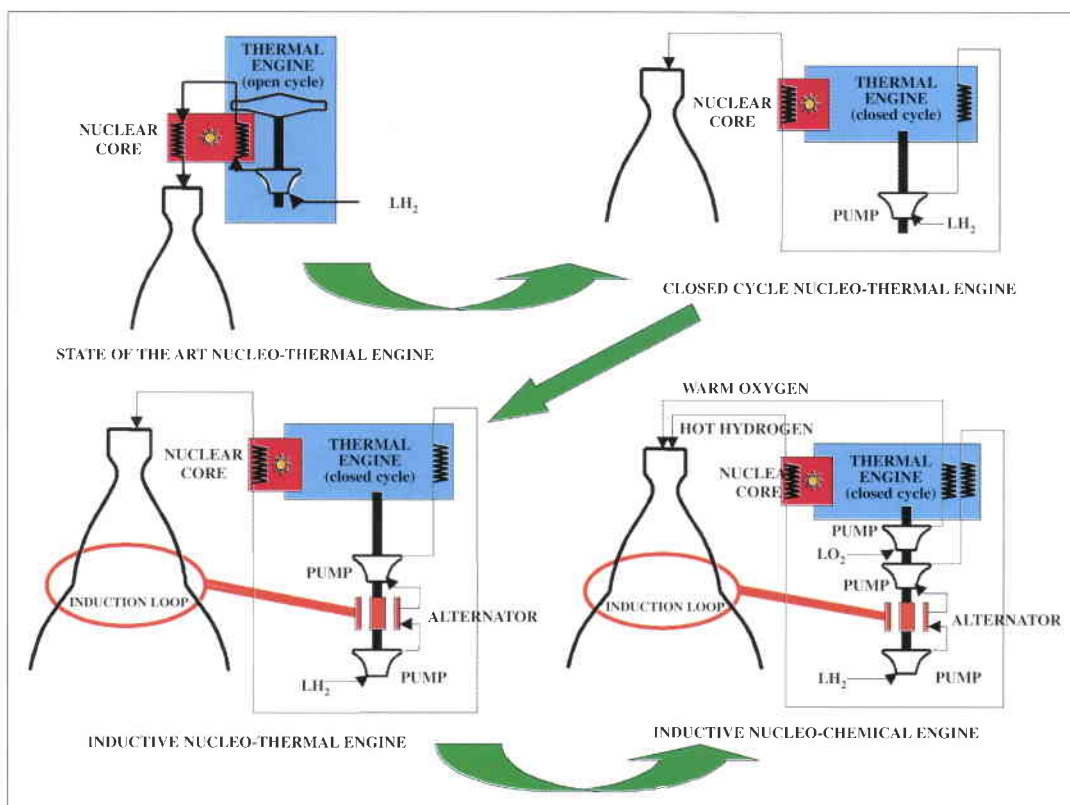 THERMAL
ENGINE
(open cycle)
NUCLEAR
CORE
LH₂
STATE OF THE ART NUCLEO-THERMAL ENGINE
THERMAL
ENGINE
(closed cycle)
NUCLEAR
CORE
PUMP
LH₂
CLOSED CYCLE NUCLEO-THERMAL ENGINE
NUCLEAR
CORE
THERMAL
ENGINE
(closed cycle)
PUMP
INDUCTION LOOP
ALTERNATOR
LH₂
PUMP
INDUCTIVE NUCLEO-THERMAL ENGINE
WARM OXYGEN
HOT HYDROGEN
NUCLEAR
CORE
THERMAL
ENGINE
(closed cycle)
PUMP
LO₂
PUMP
INDUCTION LOOP
ALTERNATOR
LH₂
PUMP
INDUCTIVE NUCLEO-CHEMICAL ENGINE